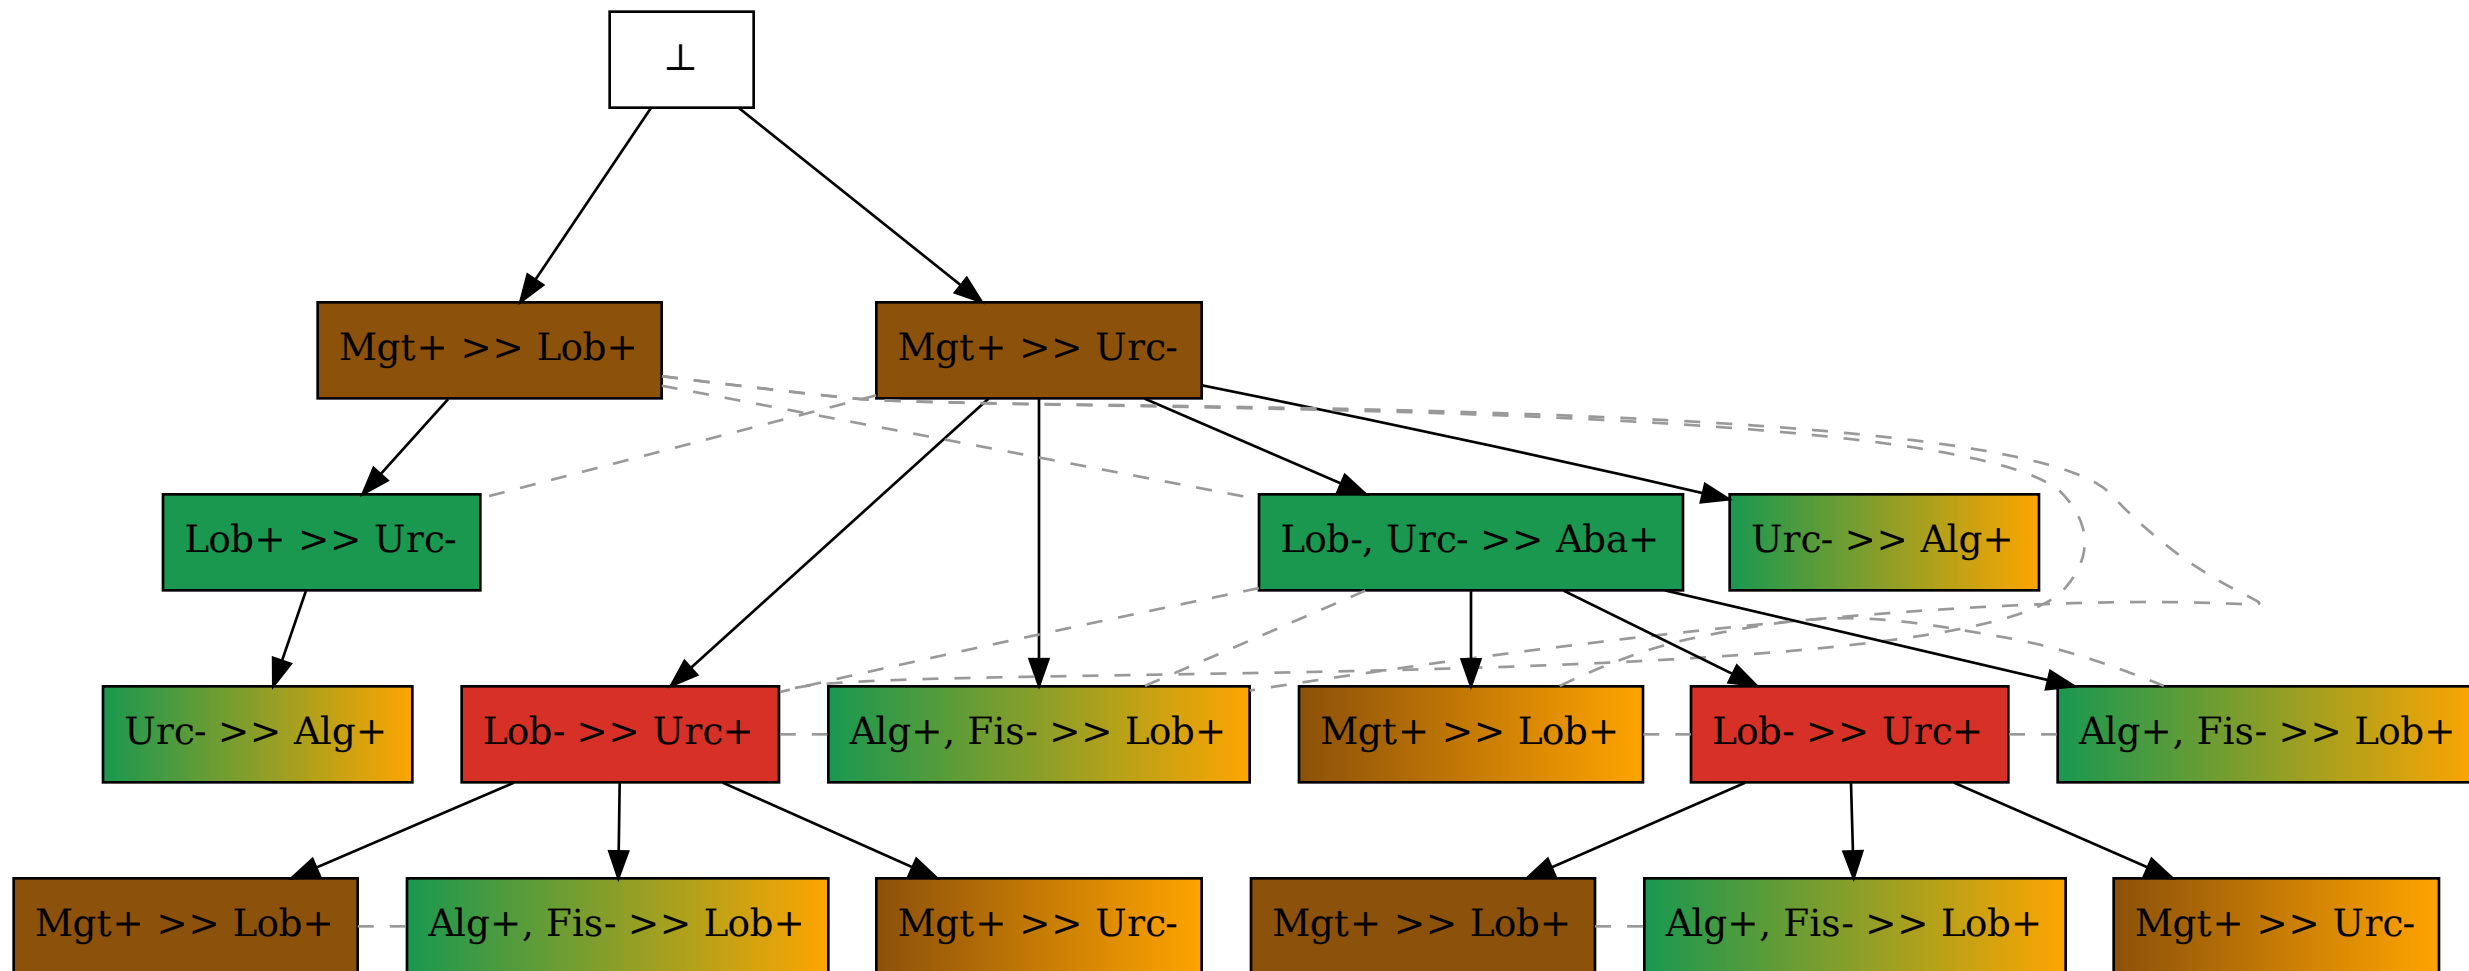 ⊥
Mgt+ >> Lob+
Mgt+ >> Urc-
Lob+ >> Urc-
Lob-, Urc- >> Aba+
Urc- >> Alg+
Urc- >> Alg+
Lob- >> Urc+
Alg+, Fis- >> Lob+
Mgt+ >> Lob+
Lob- >> Urc+
Alg+, Fis- >> Lob+
Mgt+ >> Lob+
Alg+, Fis- >> Lob+
Mgt+ >> Urc-
Mgt+ >> Lob+
Alg+, Fis- >> Lob+
Mgt+ >> Urc-